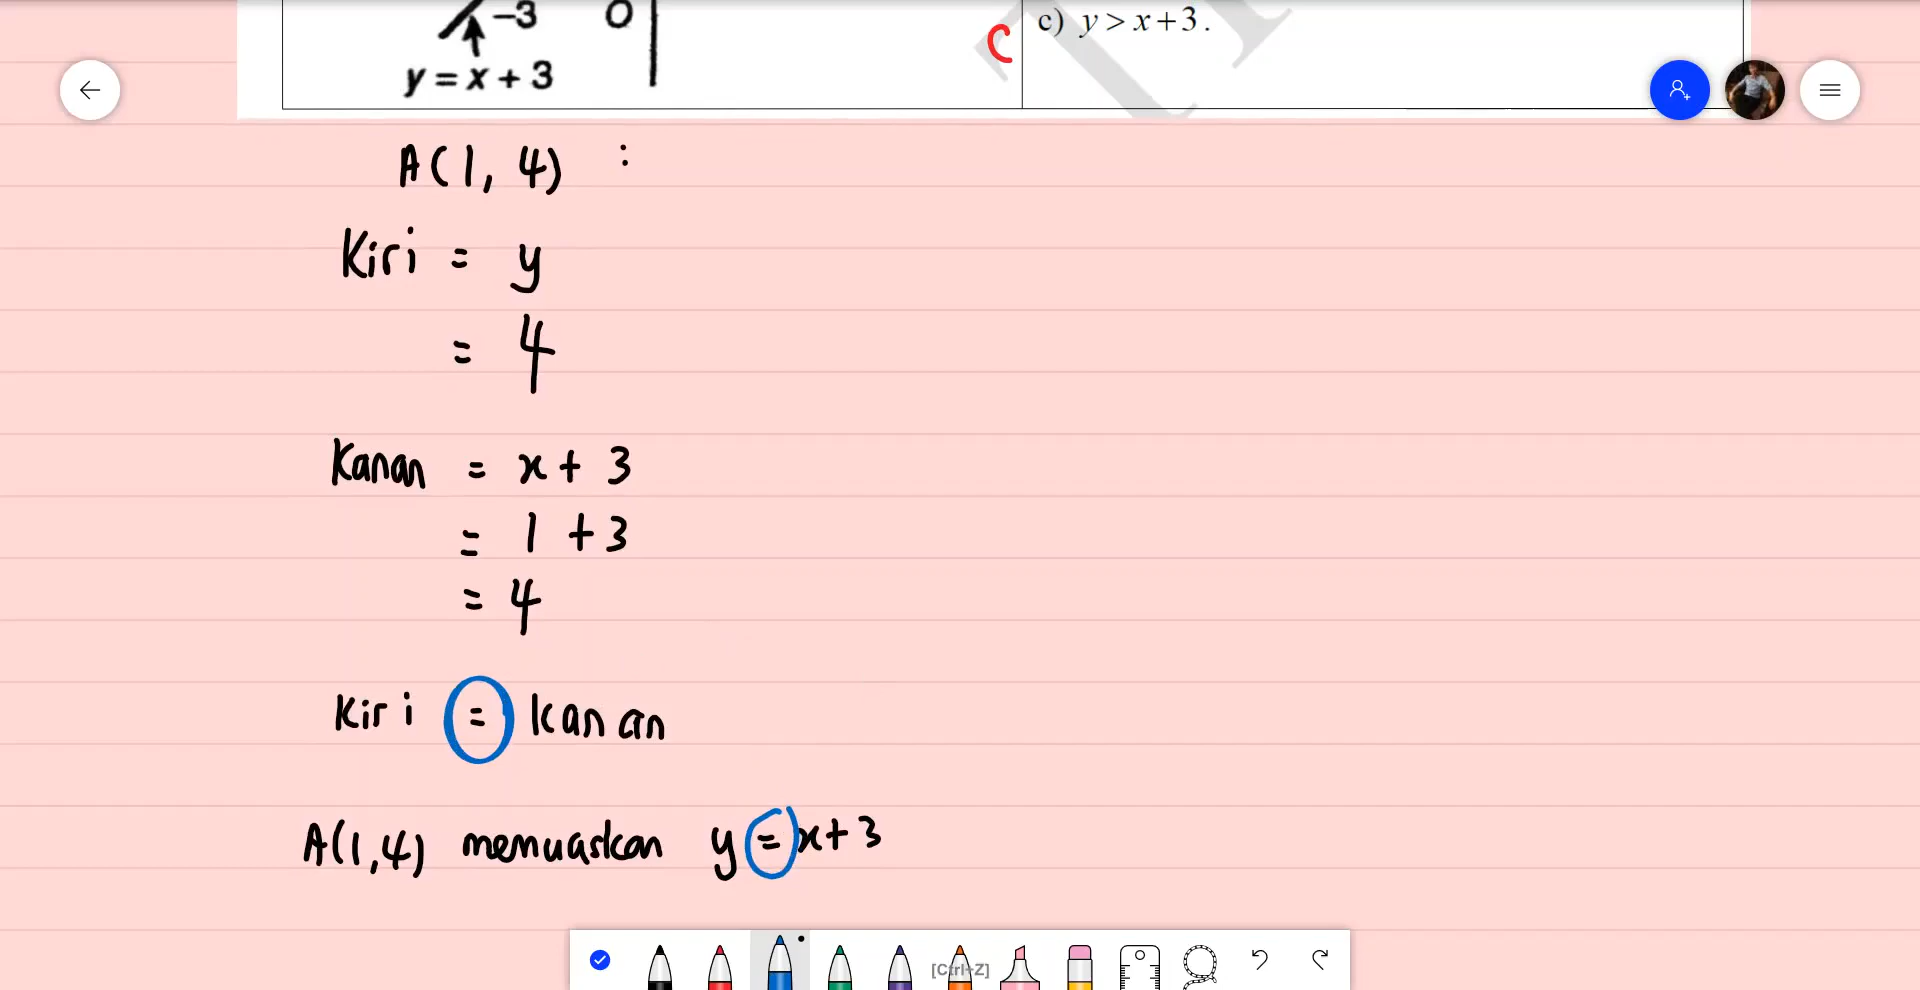 -3 0
y = x + 3
C
c) y > x + 3 .
A(1, 4) :
Kiri = y
= 4
Kanan = x + 3
= 1 + 3
= 4
Kiri = Kanan
A(1,4) memuaskan y = x + 3
[Ctrl+Z]